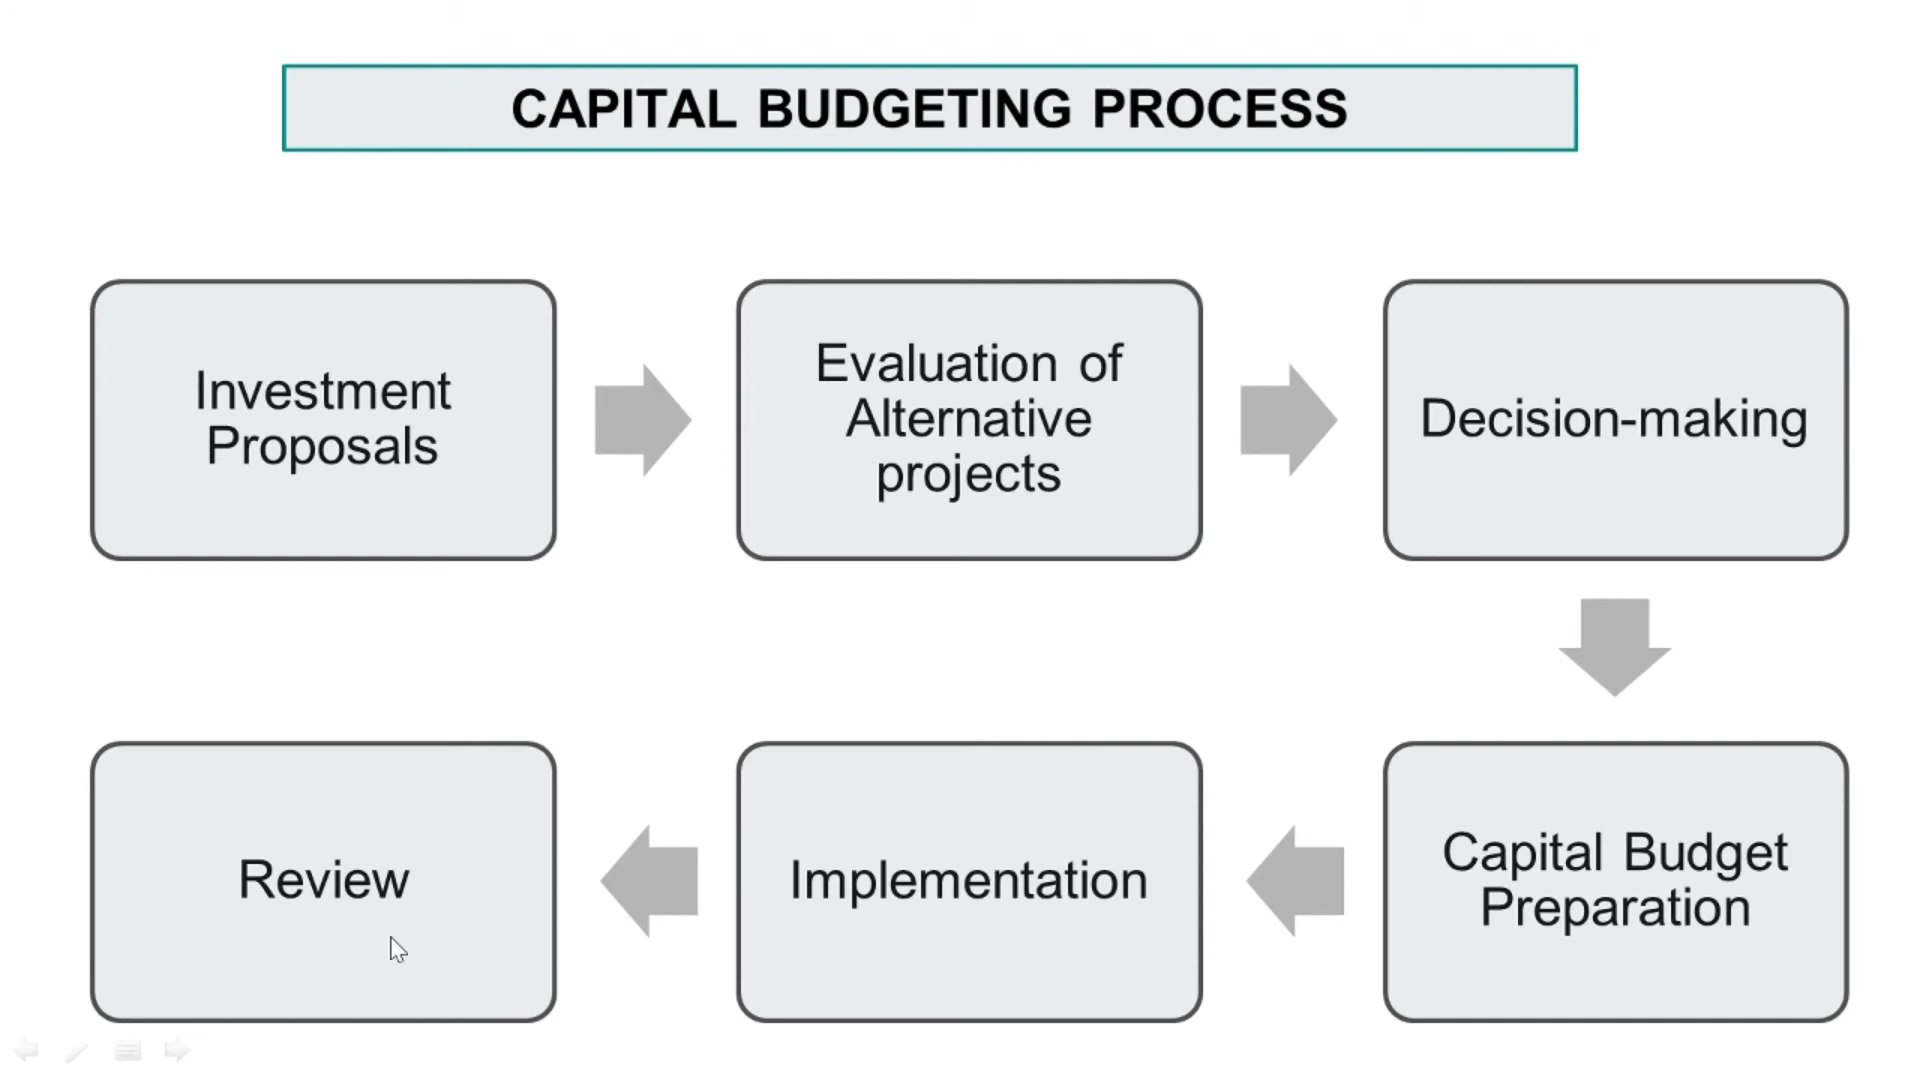 CAPITAL BUDGETING PROCESS
Investment
Proposals
Evaluation of
Alternative
projects
Decision-making
Capital Budget
Preparation
Implementation
Review